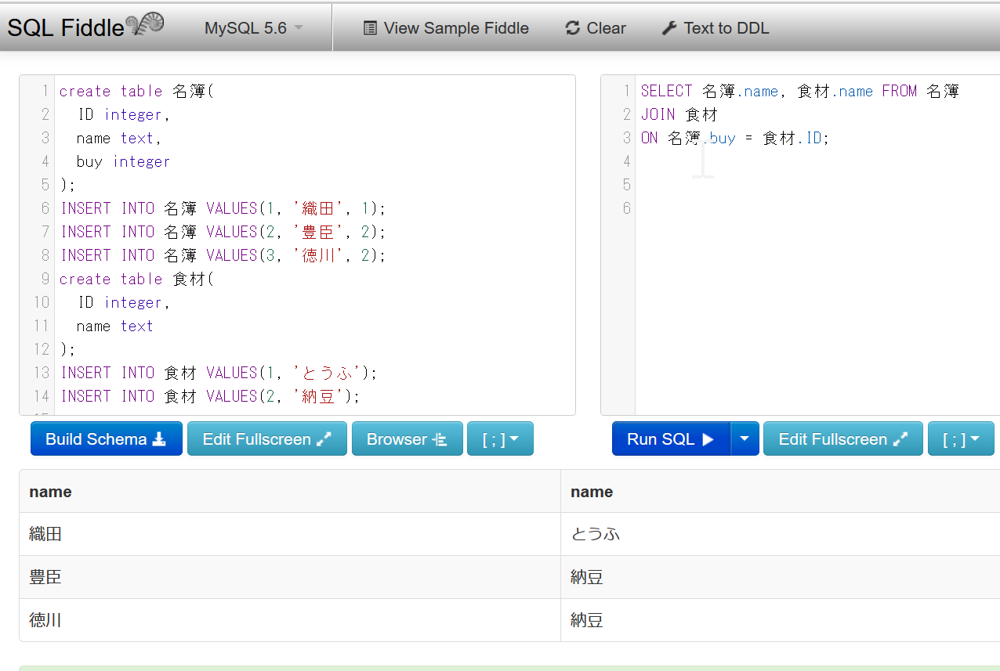 SQL Fiddle MySQL 5.6 View Sample Fiddle Clear Text to DDL
1 create table 名簿(
2 ID integer,
3 name text,
4 buy integer
5 );
6 INSERT INTO 名簿 VALUES(1, '織田', 1);
7 INSERT INTO 名簿 VALUES(2, '豊臣', 2);
8 INSERT INTO 名簿 VALUES(3, '徳川', 2);
9 create table 食材(
10 ID integer,
11 name text
12 );
13 INSERT INTO 食材 VALUES(1, 'とうふ');
14 INSERT INTO 食材 VALUES(2, '納豆');
1 SELECT 名簿.name, 食材.name FROM 名簿
2 JOIN 食材
3 ON 名簿.buy = 食材.ID;
4
5
6
Build Schema Edit Fullscreen Browser [ ; ] Run SQL Edit Fullscreen [ ; ]
name name
織田 とうふ
豊臣 納豆
徳川 納豆